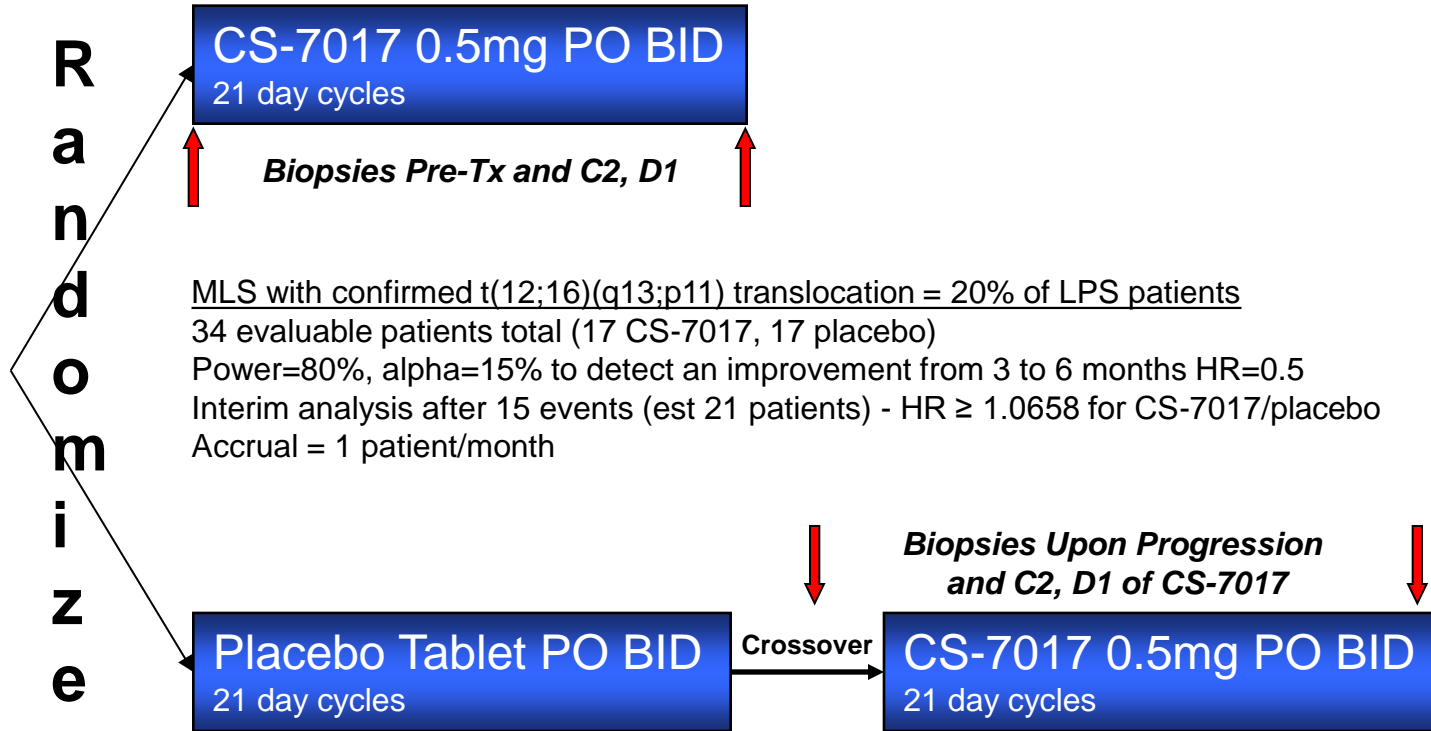 Randomize
CS-7017 0.5mg PO BID
21 day cycles
Biopsies Pre-Tx and C2, D1
MLS with confirmed t(12;16)(q13;p11) translocation = 20% of LPS patients
34 evaluable patients total (17 CS-7017, 17 placebo)
Power=80%, alpha=15% to detect an improvement from 3 to 6 months HR=0.5
Interim analysis after 15 events (est 21 patients) - HR ≥ 1.0658 for CS-7017/placebo
Accrual = 1 patient/month
Biopsies Upon Progression
and C2, D1 of CS-7017
Placebo Tablet PO BID
21 day cycles
Crossover
CS-7017 0.5mg PO BID
21 day cycles